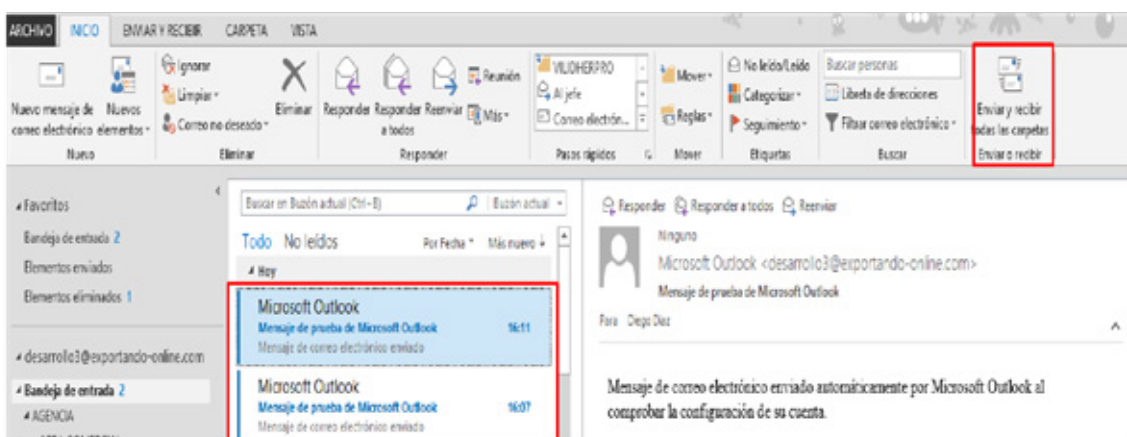 ARCHIVO INICIO ENVIAR Y RECIBIR CARPETA VISTA
Nuevo mensaje de correo electrónico
Nuevos elementos
Nuevo
Ignorar
Limpiar
Correo no deseado
Eliminar
Eliminar
Responder
Responder a todos
Reenviar
Reunión
Más
Responder
VILIDHERPRO
Al jefe
Correo electrón...
Pasos rápidos
Mover
Reglas
Mover
No leído/Leído
Categorizar
Seguimiento
Etiquetas
Buscar personas
Libreta de direcciones
Filtrar correo electrónico
Buscar
Enviar y recibir
todas las carpetas
Enviar o recibir
Favoritos
Bandeja de entrada 2
Elementos enviados
Elementos eliminados 1
desarrollo3@exportando-online.com
Bandeja de entrada 2
AGENCIA
Buscar en Buzón actual (Ctrl-B) Buzón actual
Todo No leídos Por Fecha Más nuevo
Hoy
Microsoft Outlook
Mensaje de prueba de Microsoft Outlook 16:11
Mensaje de correo electrónico enviado
Microsoft Outlook
Mensaje de prueba de Microsoft Outlook 16:07
Mensaje de correo electrónico enviado
Responder Responder a todos Reenviar
Ninguno
Microsoft Outlook <desarrollo3@exportando-online.com>
Mensaje de prueba de Microsoft Outlook
Para Diego Diez
Mensaje de correo electrónico enviado automáticamente por Microsoft Outlook al
comprobar la configuración de su cuenta.